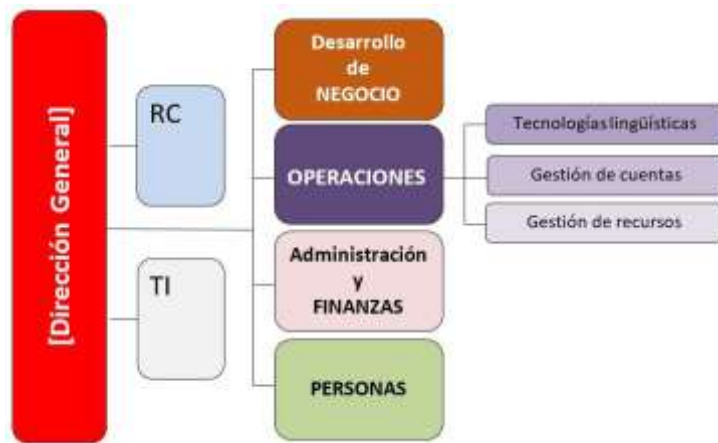 [Dirección General]
RC
TI
Desarrollo
de
NEGOCIO
OPERACIONES
Administración
y
FINANZAS
PERSONAS
Tecnologías lingüísticas
Gestión de cuentas
Gestión de recursos